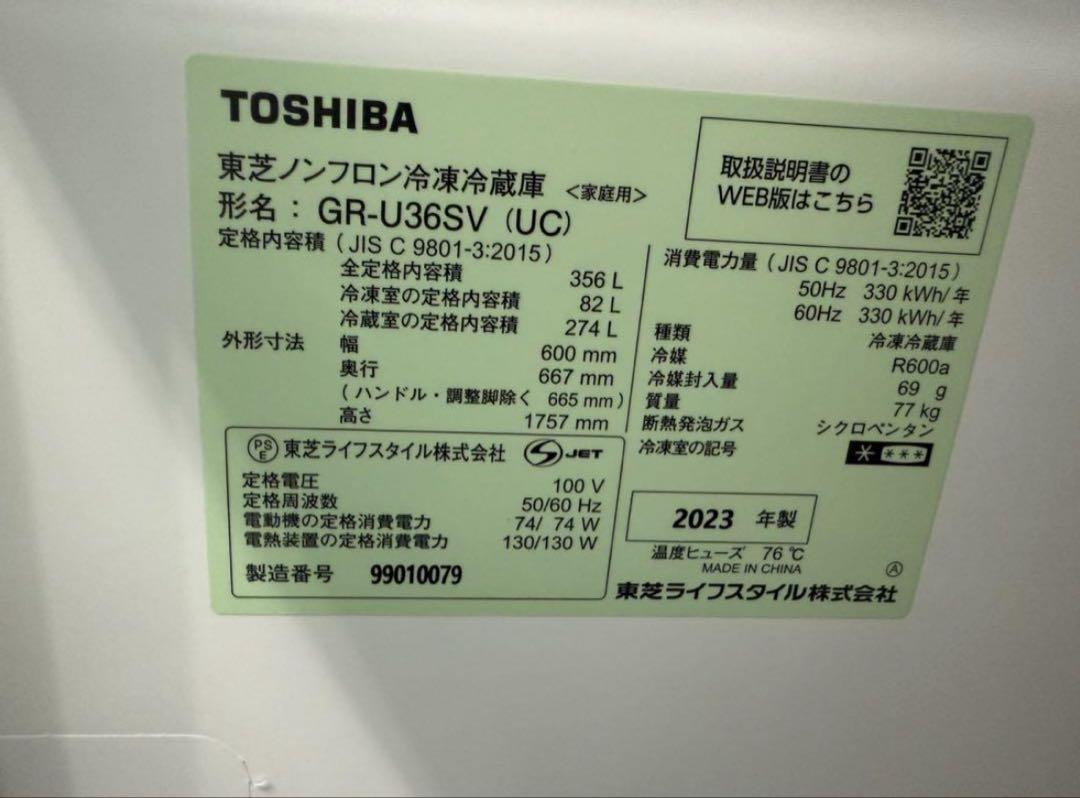 TOSHIBA
東芝ノンフロン冷凍冷蔵庫 <家庭用>
形名: GR-U36SV (UC)
定格内容積 (JIS C 9801-3:2015)
全定格内容積 356 L
冷凍室の定格内容積 82 L
冷蔵室の定格内容積 274 L
外形寸法 幅 600 mm
奥行 667 mm
(ハンドル・調整脚除く 665 mm)
高さ 1757 mm
PSE 東芝ライフスタイル株式会社 S JET
定格電圧 100 V
定格周波数 50/60 Hz
電動機の定格消費電力 74/ 74 W
電熱装置の定格消費電力 130/130 W
製造番号 99010079
取扱説明書の
WEB版はこちら
消費電力量 (JIS C 9801-3:2015)
50Hz 330 kWh/年
60Hz 330 kWh/年
種類 冷凍冷蔵庫
冷媒 R600a
冷媒封入量 69 g
質量 77 kg
断熱発泡ガス シクロペンタン
冷凍室の記号 * ***
2023 年製
温度ヒューズ 76 ℃
MADE IN CHINA
Ⓐ
東芝ライフスタイル株式会社